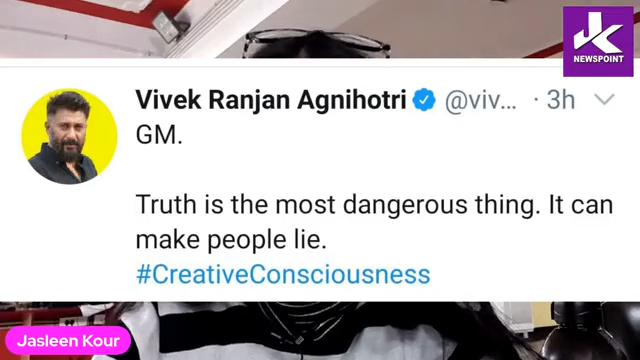 JK
NEWSPOINT
Vivek Ranjan Agnihotri @viv... · 3h
GM.
Truth is the most dangerous thing. It can
make people lie.
#CreativeConsciousness
Jasleen Kour